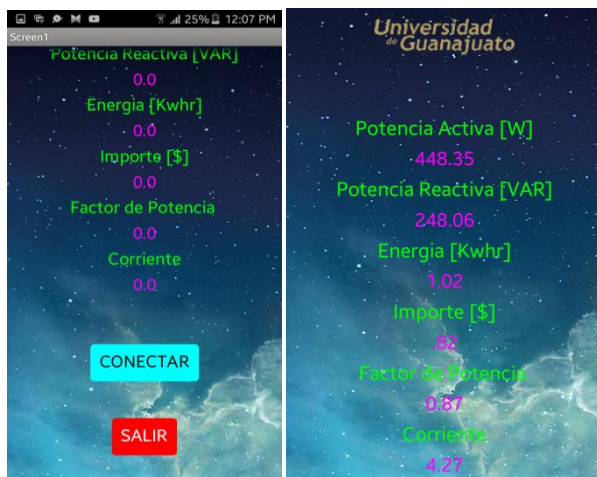 25% 12:07 PM
Screen1
Potencia Reactiva [VAR]
0.0
Energia [Kwhr]
0.0
Importe [$]
0.0
Factor de Potencia
0.0
Corriente
0.0
CONECTAR
SALIR
Universidad
de Guanajuato
Potencia Activa [W]
448.35
Potencia Reactiva [VAR]
248.06
Energia [Kwhr]
1.02
Importe [$]
.82
Factor de Potencia
0.87
Corriente
4.27